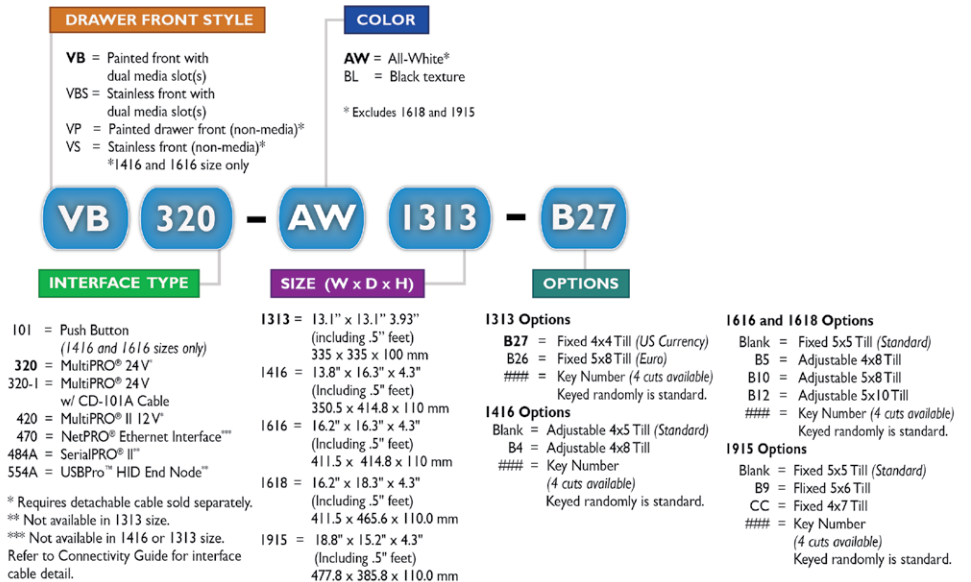 DRAWER FRONT STYLE
VB = Painted front with
dual media slot(s)
VBS = Stainless front with
dual media slot(s)
VP = Painted drawer front (non-media)*
VS = Stainless front (non-media)*
*1416 and 1616 size only
COLOR
AW = All-White*
BL = Black texture
* Excludes 1618 and 1915
VB 320 - AW 1313 - B27
INTERFACE TYPE
101 = Push Button
(1416 and 1616 sizes only)
320 = MultiPRO® 24V*
320-1 = MultiPRO® 24V
w/ CD-101A Cable
420 = MultiPRO® II 12V*
470 = NetPRO® Ethernet Interface***
484A = SerialPRO® II**
554A = USBPro™ HID End Node**
* Requires detachable cable sold separately.
** Not available in 1313 size.
*** Not available in 1416 or 1313 size.
Refer to Connectivity Guide for interface
cable detail.
SIZE (W x D x H)
1313 = 13.1" x 13.1" 3.93"
(including .5" feet)
335 x 335 x 100 mm
1416 = 13.8" x 16.3" x 4.3"
(Including .5" feet)
350.5 x 414.8 x 110 mm
1616 = 16.2" x 16.3" x 4.3"
(Including .5" feet)
411.5 x 414.8 x 110 mm
1618 = 16.2" x 18.3" x 4.3"
(Including .5" feet)
411.5 x 465.6 x 110.0 mm
1915 = 18.8" x 15.2" x 4.3"
(Including .5" feet)
477.8 x 385.8 x 110.0 mm
OPTIONS
1313 Options
B27 = Fixed 4x4 Till (US Currency)
B26 = Fixed 5x8 Till (Euro)
### = Key Number (4 cuts available)
Keyed randomly is standard.
1416 Options
Blank = Adjustable 4x5 Till (Standard)
B4 = Adjustable 4x8 Till
### = Key Number
(4 cuts available)
Keyed randomly is standard.
1616 and 1618 Options
Blank = Fixed 5x5 Till (Standard)
B5 = Adjustable 4x8 Till
B10 = Adjustable 5x8 Till
B12 = Adjustable 5x10 Till
### = Key Number (4 cuts available)
Keyed randomly is standard.
1915 Options
Blank = Fixed 5x5 Till (Standard)
B9 = Flixed 5x6 Till
CC = Fixed 4x7 Till
### = Key Number
(4 cuts available)
Keyed randomly is standard.